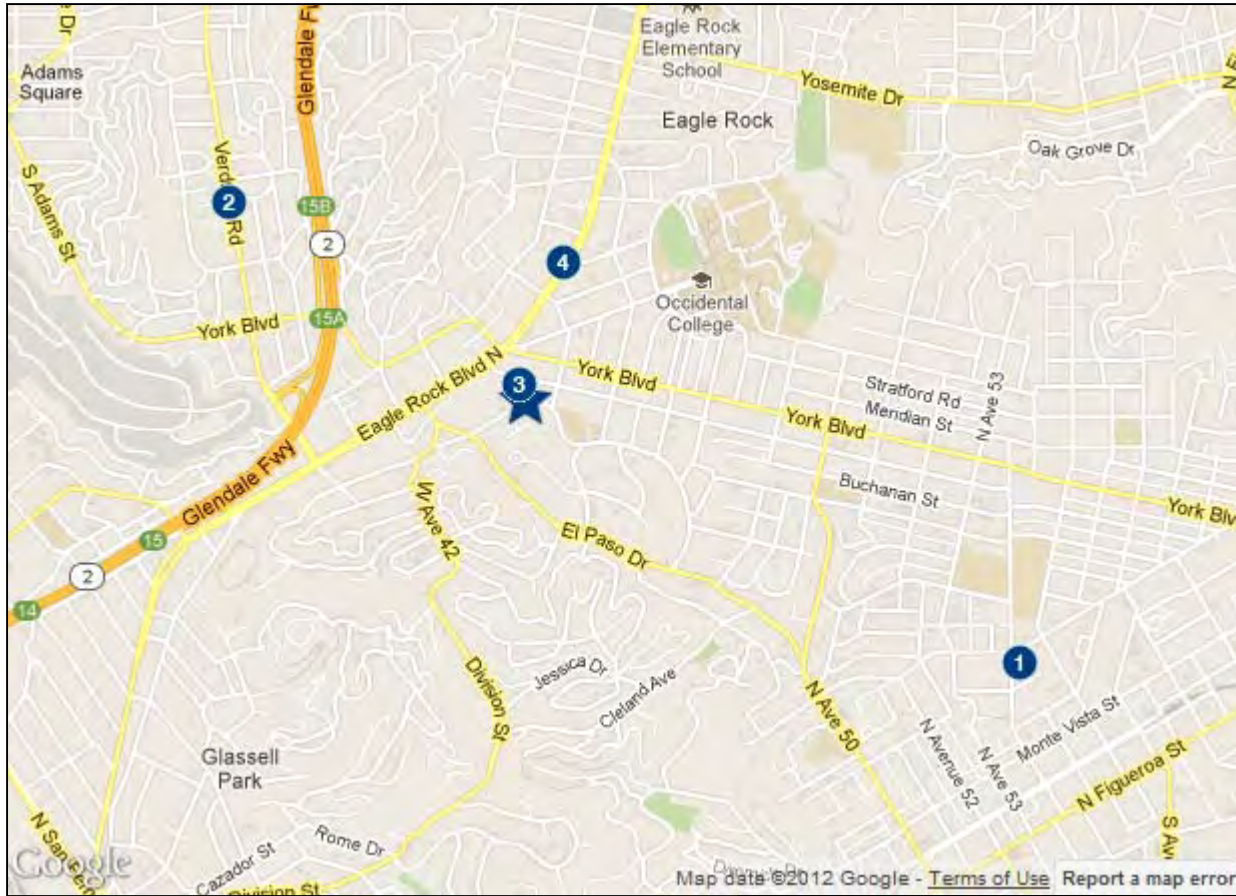 Eagle Rock
Elementary
School
Adams
Square
Glendale Fw
Yosemite Dr
Eagle Rock
Oak Grove Dr
S Adams St
Rd
2
15B
2
4
Occidental
College
York Blvd
15A
Eagle Rock Blvd N
3
York Blvd
Stratford Rd
Meridian St
N Ave 53
York Blvd
Buchanan St
Glendale Fwy
W Ave 42
York Blv
15
El Paso Dr
2
14
1
Jessica Dr
Cleland Ave
Division St
N Ave 50
Monte Vista St
N Avenue 52
N Ave 53
Glassell
Park
N Figueroa St
S Av
Rome Dr
Cazador St
Google
Division St
Map data ©2012 Google - Terms of Use Report a map error